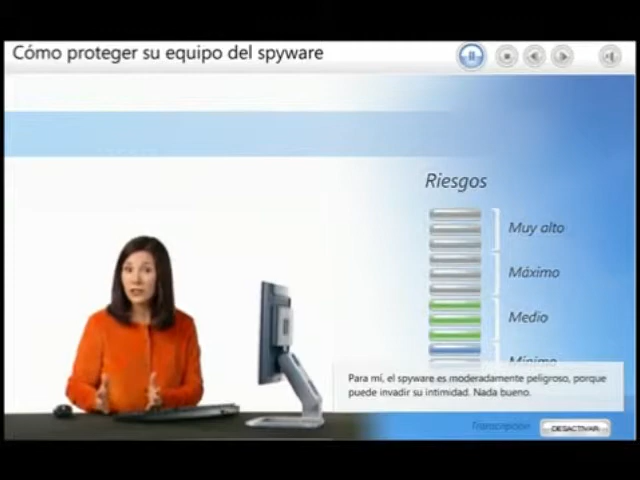 Cómo proteger su equipo del spyware
Riesgos
Muy alto
Máximo
Medio
Mínimo
Para mí, el spyware es moderadamente peligroso, porque
puede invadir su intimidad. Nada bueno.
Transcripción
DESACTIVAR